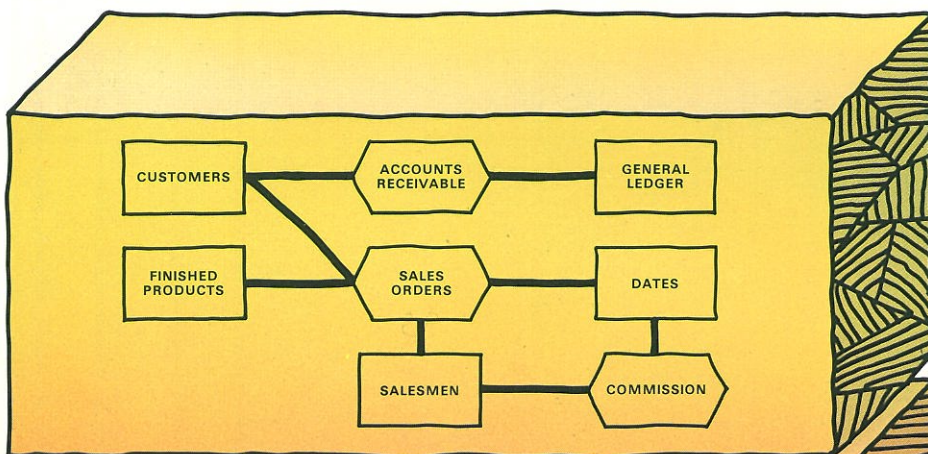 CUSTOMERS
ACCOUNTS
RECEIVABLE
GENERAL
LEDGER
FINISHED
PRODUCTS
SALES
ORDERS
DATES
SALESMEN
COMMISSION